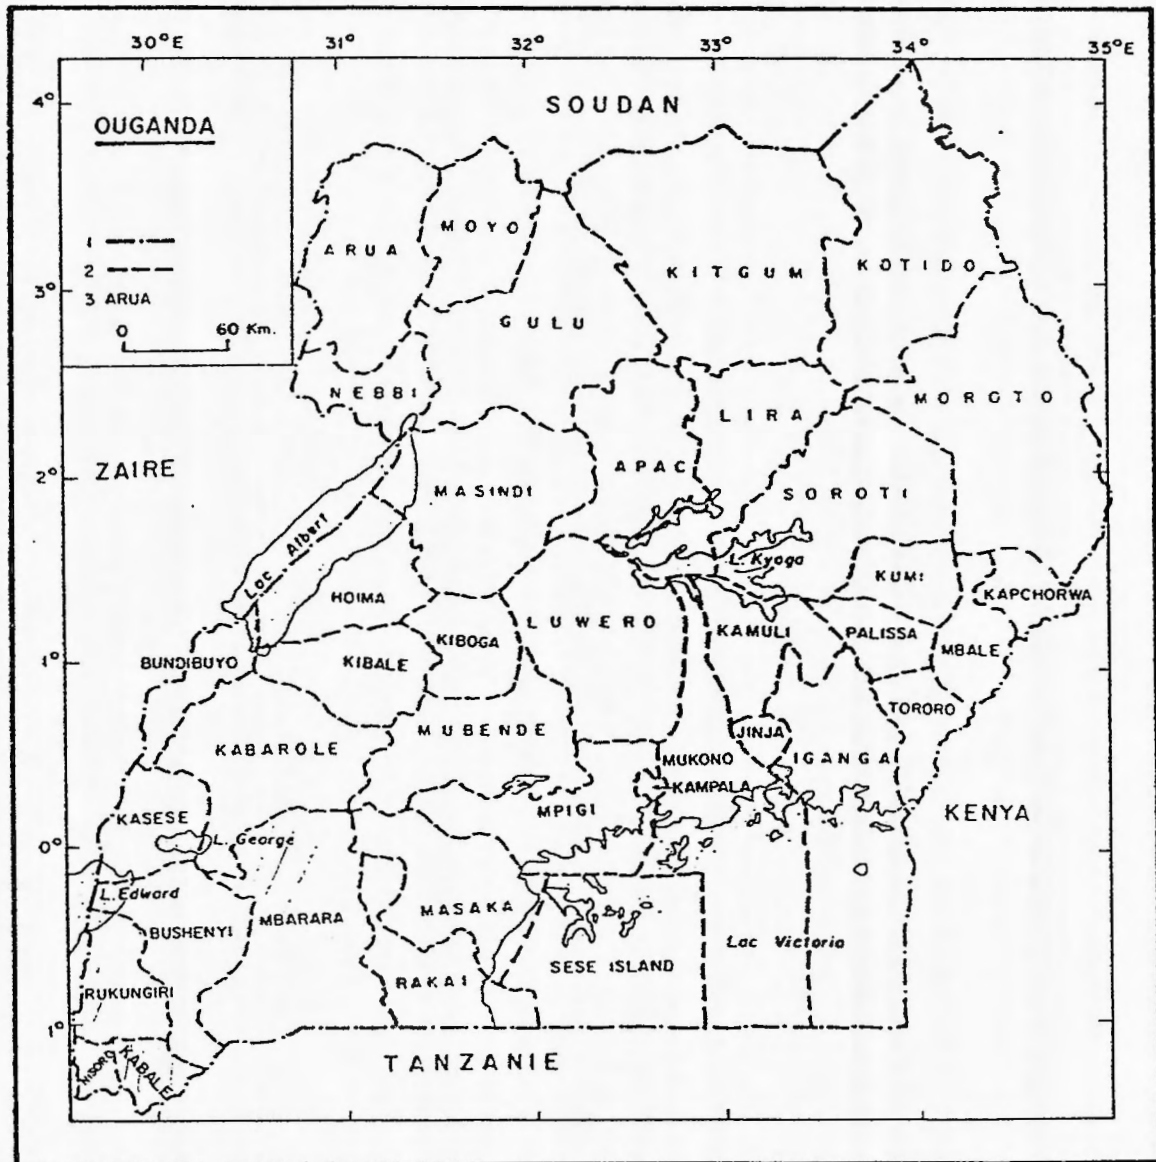 30°E 31° 32° 33° 34° 35°E
4°
SOUDAN
OUGANDA
1
2
3 ARUA
0 60 Km.
MOYO
ARUA
KITGUM
KOTIDO
3°
GULU
NEBBI
MOROTO
LIRA
ZAIRE
APAC
2°
MASINDI
SOROTI
Lac Albert
L. Kyoga
KUMI
KAPCHORWA
HOIMA
LUWERO
KIBOGA
KAMULI
PALISSA
MBALE
1°
BUNDIBUYO
KIBALE
TORORO
MUBENDE
JINJA
KABAROLE
MUKONO
IGANGA
KAMPALA
KASESE
MPIGI
KENYA
L. George
0°
L. Edward
MASAKA
MBARARA
BUSHENYI
Lac Victoria
SESE ISLAND
RAKAI
RUKUNGIRI
1°
TANZANIE
KABALE